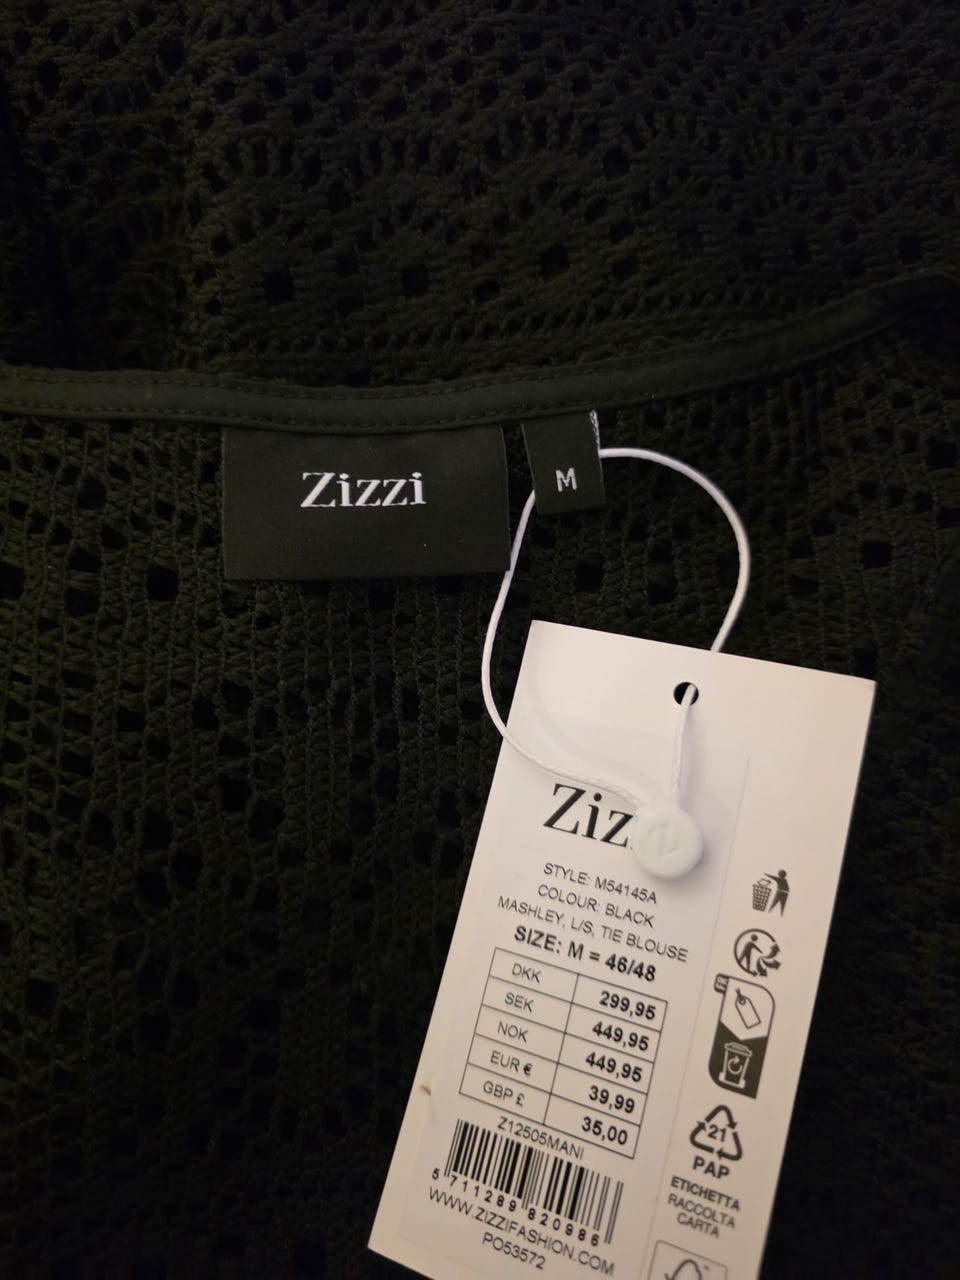 Zizzi
M
Ziz
STYLE: M54145A
COLOUR: BLACK
MASHLEY, L/S, TIE BLOUSE
SIZE: M = 46/48
DKK 299,95
SEK 449,95
NOK 449,95
EUR € 39,99
GBP £ 35,00
Z12505MANI
5 711289 820986
WWW.ZIZZIFASHION.COM
PO53572
21
PAP
ETICHETTA
RACCOLTA
CARTA